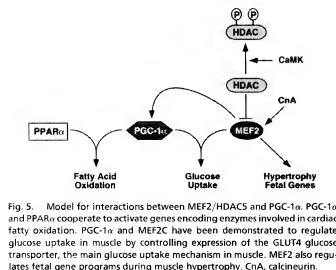 P P
HDAC
CaMK
HDAC
CnA
PPARα
PGC-1α
MEF2
Fatty Acid
Oxidation
Glucose
Uptake
Hypertrophy
Fetal Genes
Fig. 5. Model for interactions between MEF2/HDAC5 and PGC-1α. PGC-1α
and PPARα cooperate to activate genes encoding enzymes involved in cardiac
fatty oxidation. PGC-1α and MEF2C have been demonstrated to regulate
glucose uptake in muscle by controlling expression of the GLUT4 glucose
transporter, the main glucose uptake mechanism in muscle. MEF2 also regu-
lates fetal gene programs during muscle hypertrophy. CnA, calcineurin.